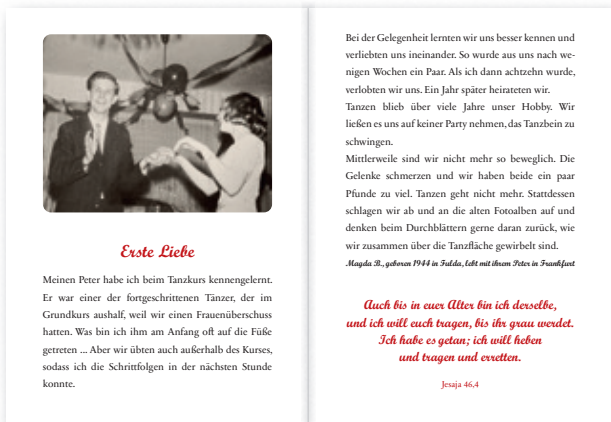 Erste Liebe
Meinen Peter habe ich beim Tanzkurs kennengelernt.
Er war einer der fortgeschrittenen Tänzer, der im
Grundkurs aushalf, weil wir einen Frauenüberschuss
hatten. Was bin ich ihm am Anfang oft auf die Füße
getreten ... Aber wir übten auch außerhalb des Kurses,
sodass ich die Schrittfolgen in der nächsten Stunde
konnte.
Bei der Gelegenheit lernten wir uns besser kennen und
verliebten uns ineinander. So wurde aus uns nach we-
nigen Wochen ein Paar. Als ich dann achtzehn wurde,
verlobten wir uns. Ein Jahr später heirateten wir.
Tanzen blieb über viele Jahre unser Hobby. Wir
ließen es uns auf keiner Party nehmen, das Tanzbein zu
schwingen.
Mittlerweile sind wir nicht mehr so beweglich. Die
Gelenke schmerzen und wir haben beide ein paar
Pfunde zu viel. Tanzen geht nicht mehr. Stattdessen
schlagen wir ab und an die alten Fotoalben auf und
denken beim Durchblättern gerne daran zurück, wie
wir zusammen über die Tanzfläche gewirbelt sind.
Magda B., geboren 1944 in Fulda, lebt mit ihrem Peter in Frankfurt
Auch bis in euer Alter bin ich derselbe,
und ich will euch tragen, bis ihr grau werdet.
Ich habe es getan; ich will heben
und tragen und erretten.
Jesaja 46,4